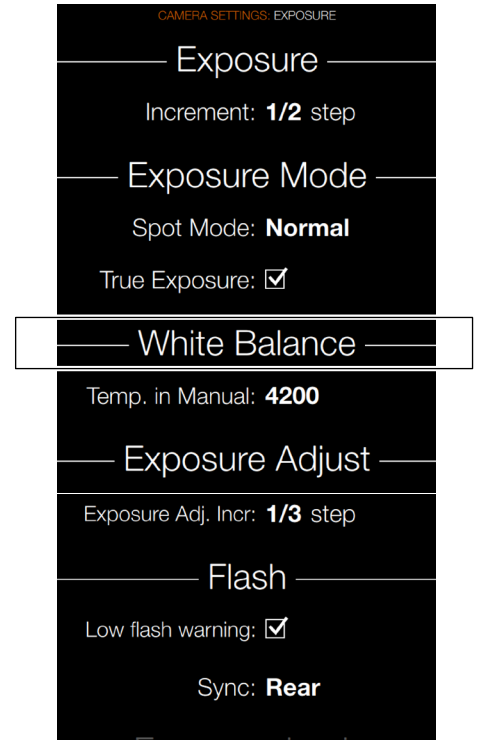 CAMERA SETTINGS: EXPOSURE
Exposure
Increment: 1/2 step
Exposure Mode
Spot Mode: Normal
True Exposure:
White Balance
Temp. in Manual: 4200
Exposure Adjust
Exposure Adj. Incr: 1/3 step
Flash
Low flash warning:
Sync: Rear